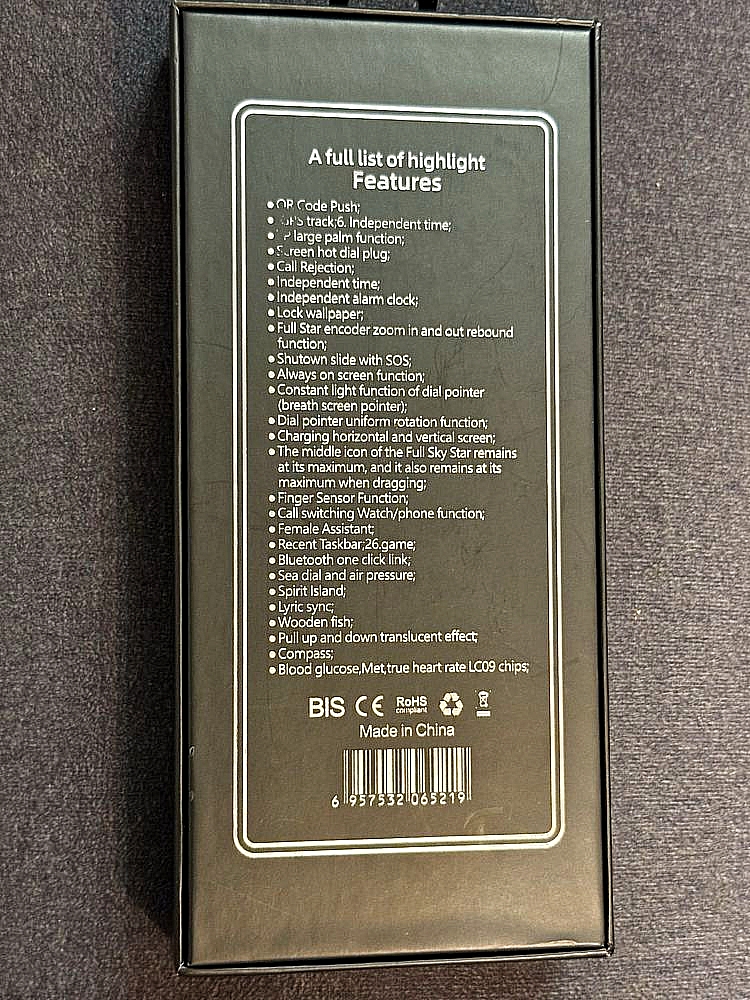 A full list of highlight
Features
• QR Code Push;
• GPS track;6. Independent time;
• large palm function;
• Screen hot dial plug;
• Call Rejection;
• Independent time;
• Independent alarm clock;
• Lock wallpaper;
• Full Star encoder zoom in and out rebound
function;
• Shutown slide with SOS;
• Always on screen function;
• Constant light function of dial pointer
(breath screen pointer);
• Dial pointer uniform rotation function;
• Charging horizontal and vertical screen;
• The middle icon of the Full Sky Star remains
at its maximum, and it also remains at its
maximum when dragging;
• Finger Sensor Function;
• Call switching Watch/phone function;
• Female Assistant;
• Recent Taskbar;26.game;
• Bluetooth one click link;
• Sea dial and air pressure;
• Spirit Island;
• Lyric sync;
• Wooden fish;
• Pull up and down translucent effect;
• Compass;
• Blood glucose,Met,true heart rate LC09 chips;
BIS CE RoHS
compliant
Made in China
6 957532 065219